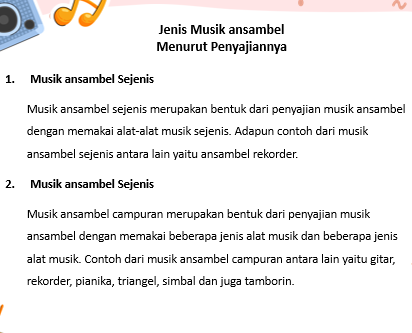 Jenis Musik ansambel
Menurut Penyajiannya
1. Musik ansambel Sejenis
Musik ansambel sejenis merupakan bentuk dari penyajian musik ansambel
dengan memakai alat-alat musik sejenis. Adapun contoh dari musik
ansambel sejenis antara lain yaitu ansambel rekorder.
2. Musik ansambel Sejenis
Musik ansambel campuran merupakan bentuk dari penyajian musik
ansambel dengan memakai beberapa jenis alat musik dan beberapa jenis
alat musik. Contoh dari musik ansambel campuran antara lain yaitu gitar,
rekorder, pianika, triangel, simbal dan juga tamborin.